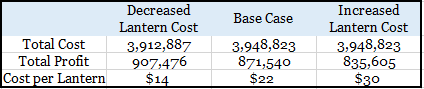 Decreased Lantern Cost Base Case Increased Lantern Cost
Total Cost 3,912,887 3,948,823 3,948,823
Total Profit 907,476 871,540 835,605
Cost per Lantern $14 $22 $30